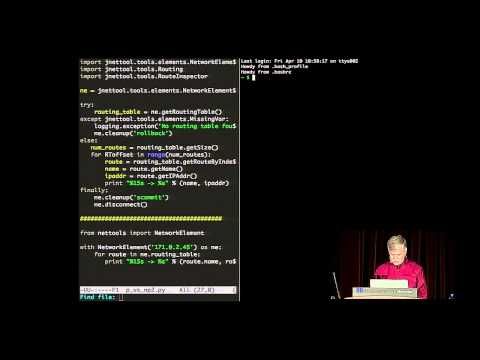 import jnettool.tools.elements.NetworkEleme$
import jnettool.tools.Routing
import jnettool.tools.RouteInspector
ne = jnettool.tools.elements.NetworkElement
try:
routing_table = ne.getRoutingTable()
except jnettool.tools.elements.MissingVar:
logging.exception('No routing table fou$
ne.cleanup('rollback')
else:
num_routes = routing_table.getSize()
for RToffset in range(num_routes):
route = routing_table.getRouteByInde$
name = route.getName()
ipaddr = route.getIPAddr()
print "%15s -> %s" % (name, ipaddr)
finally:
ne.cleanup('commit')
ne.disconnect()
########################################
from nettools import NetworkElement
with NetworkElement('171.0.2.45') as ne:
for route in ne.routing_table:
print "%15s -> %s" % (route.name, ro$
-UU-:----F1 p_vs_np2.py All (27,0)
Find file:
Last login: Fri Apr 10 10:58:17 on ttys002
Howdy from .bash_profile
Howdy from .bashrc
~ $